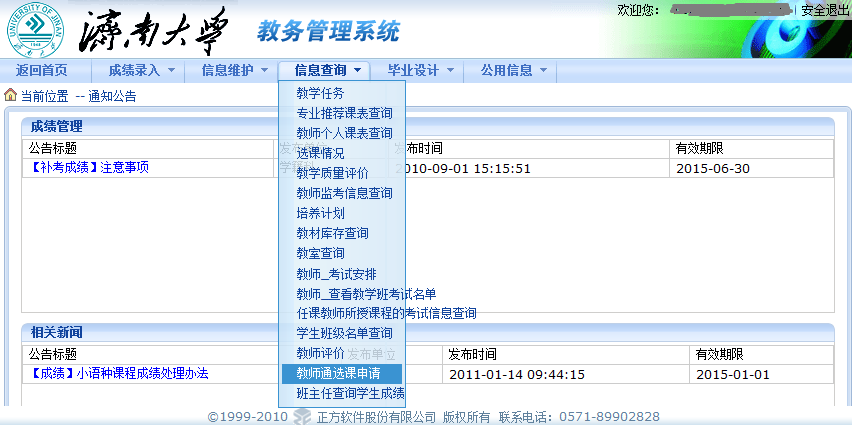 欢迎您: 安全退出
UNIVERSITY OF JINAN
1948
濟南大学 教务管理系统
返回首页 成绩录入 信息维护 信息查询 毕业设计 公用信息
当前位置 -- 通知公告
成绩管理
公告标题 发布单位 发布时间 有效期限
【补考成绩】注意事项 2010-09-01 15:15:51 2015-06-30
教学任务
专业推荐课表查询
教师个人课表查询
选课情况
教学质量评价
教师监考信息查询
培养计划
教材库存查询
教室查询
教师_考试安排
教师_查看教学班考试名单
任课教师所授课程的考试信息查询
学生班级名单查询
教师评价
教师通选课申请
班主任查询学生成绩
相关新闻
公告标题 发布单位 发布时间 有效期限
【成绩】小语种课程成绩处理办法 2011-01-14 09:44:15 2015-01-01
©1999-2010 正方软件股份有限公司 版权所有 联系电话：0571-89902828